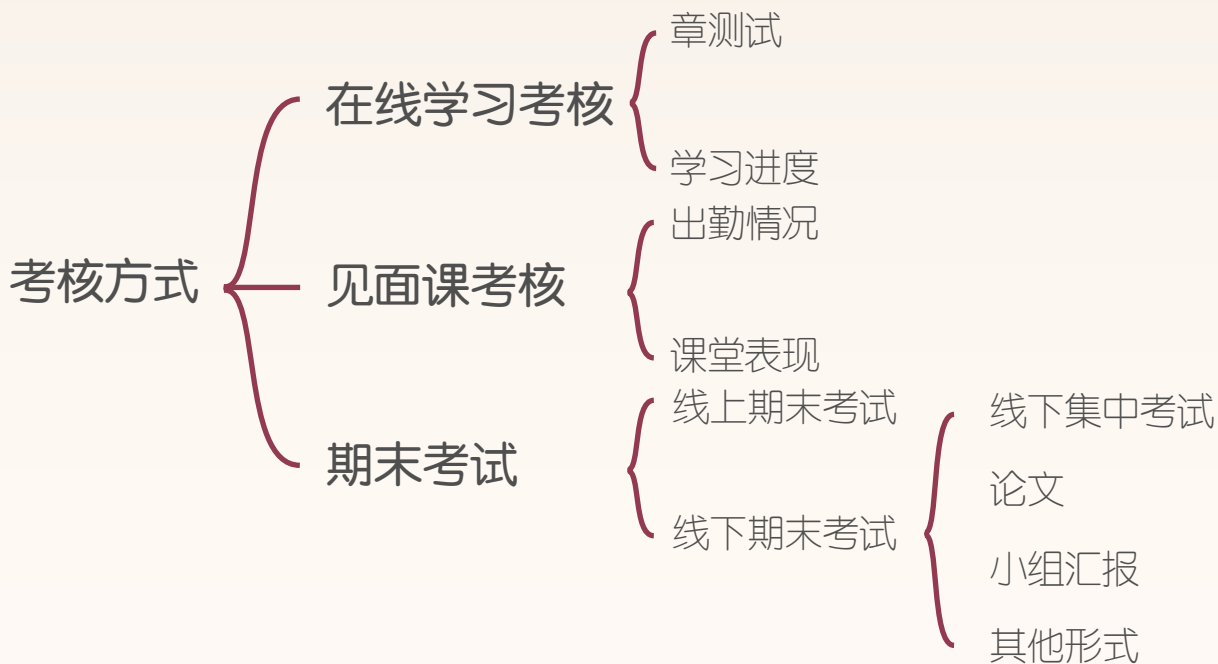 考核方式
在线学习考核
章测试
学习进度
见面课考核
出勤情况
课堂表现
期末考试
线上期末考试
线下期末考试
线下集中考试
论文
小组汇报
其他形式